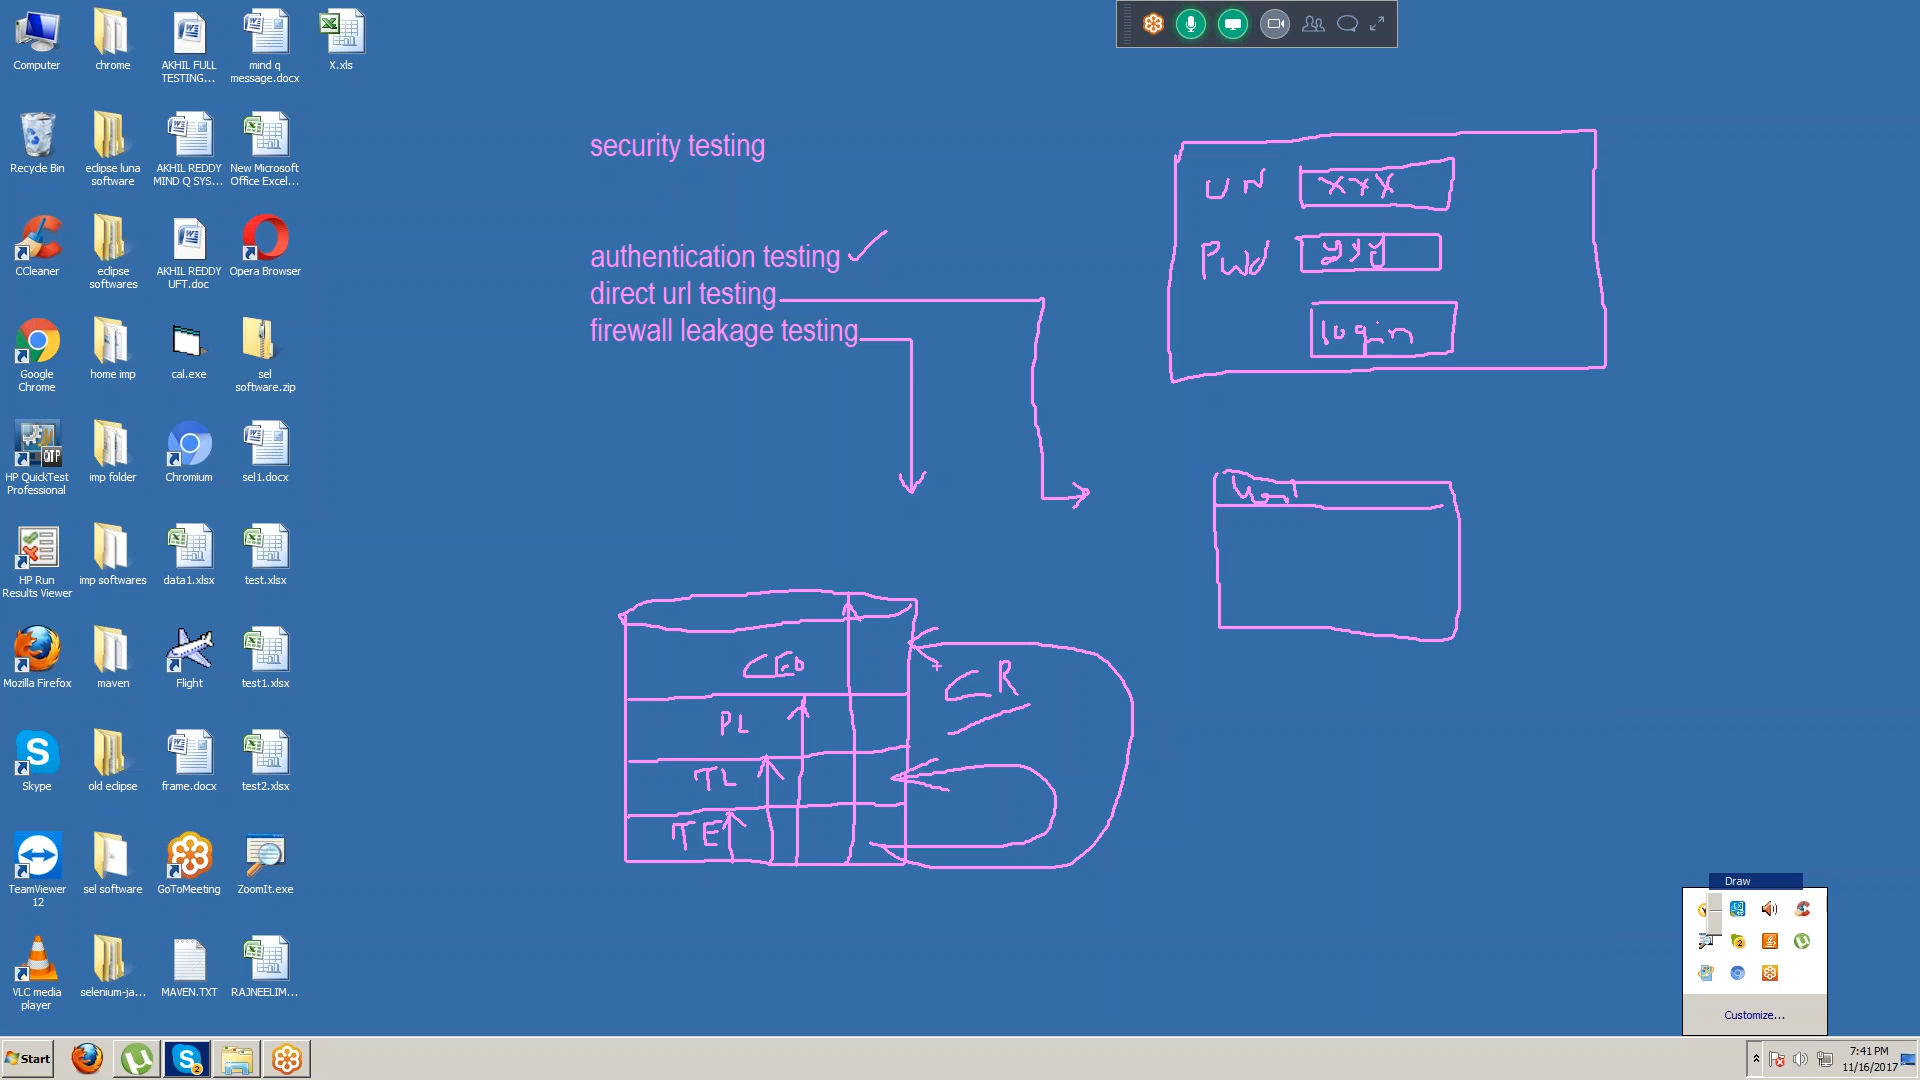 Computer
chrome
AKHIL FULL
TESTING...
mind q
message.docx
X.xls
Recycle Bin
eclipse luna
software
AKHIL REDDY
MIND Q SYS...
New Microsoft
Office Excel...
CCleaner
eclipse
softwares
AKHIL REDDY
UFT.doc
Opera Browser
Google
Chrome
home imp
cal.exe
sel
software.zip
HP QuickTest
Professional
imp folder
Chromium
sel1.docx
HP Run
Results Viewer
imp softwares
data1.xlsx
test.xlsx
Mozilla Firefox
maven
Flight
test1.xlsx
Skype
old eclipse
frame.docx
test2.xlsx
TeamViewer
12
sel software
GoToMeeting
ZoomIt.exe
VLC media
player
selenium-ja...
MAVEN.TXT
RAJNEELIM...
security testing
authentication testing
direct url testing
firewall leakage testing
UN XXX
PWd yyy
login
CEO
PL
TL
TE
CR
Draw
Customize...
Start
7:41 PM
11/16/2017